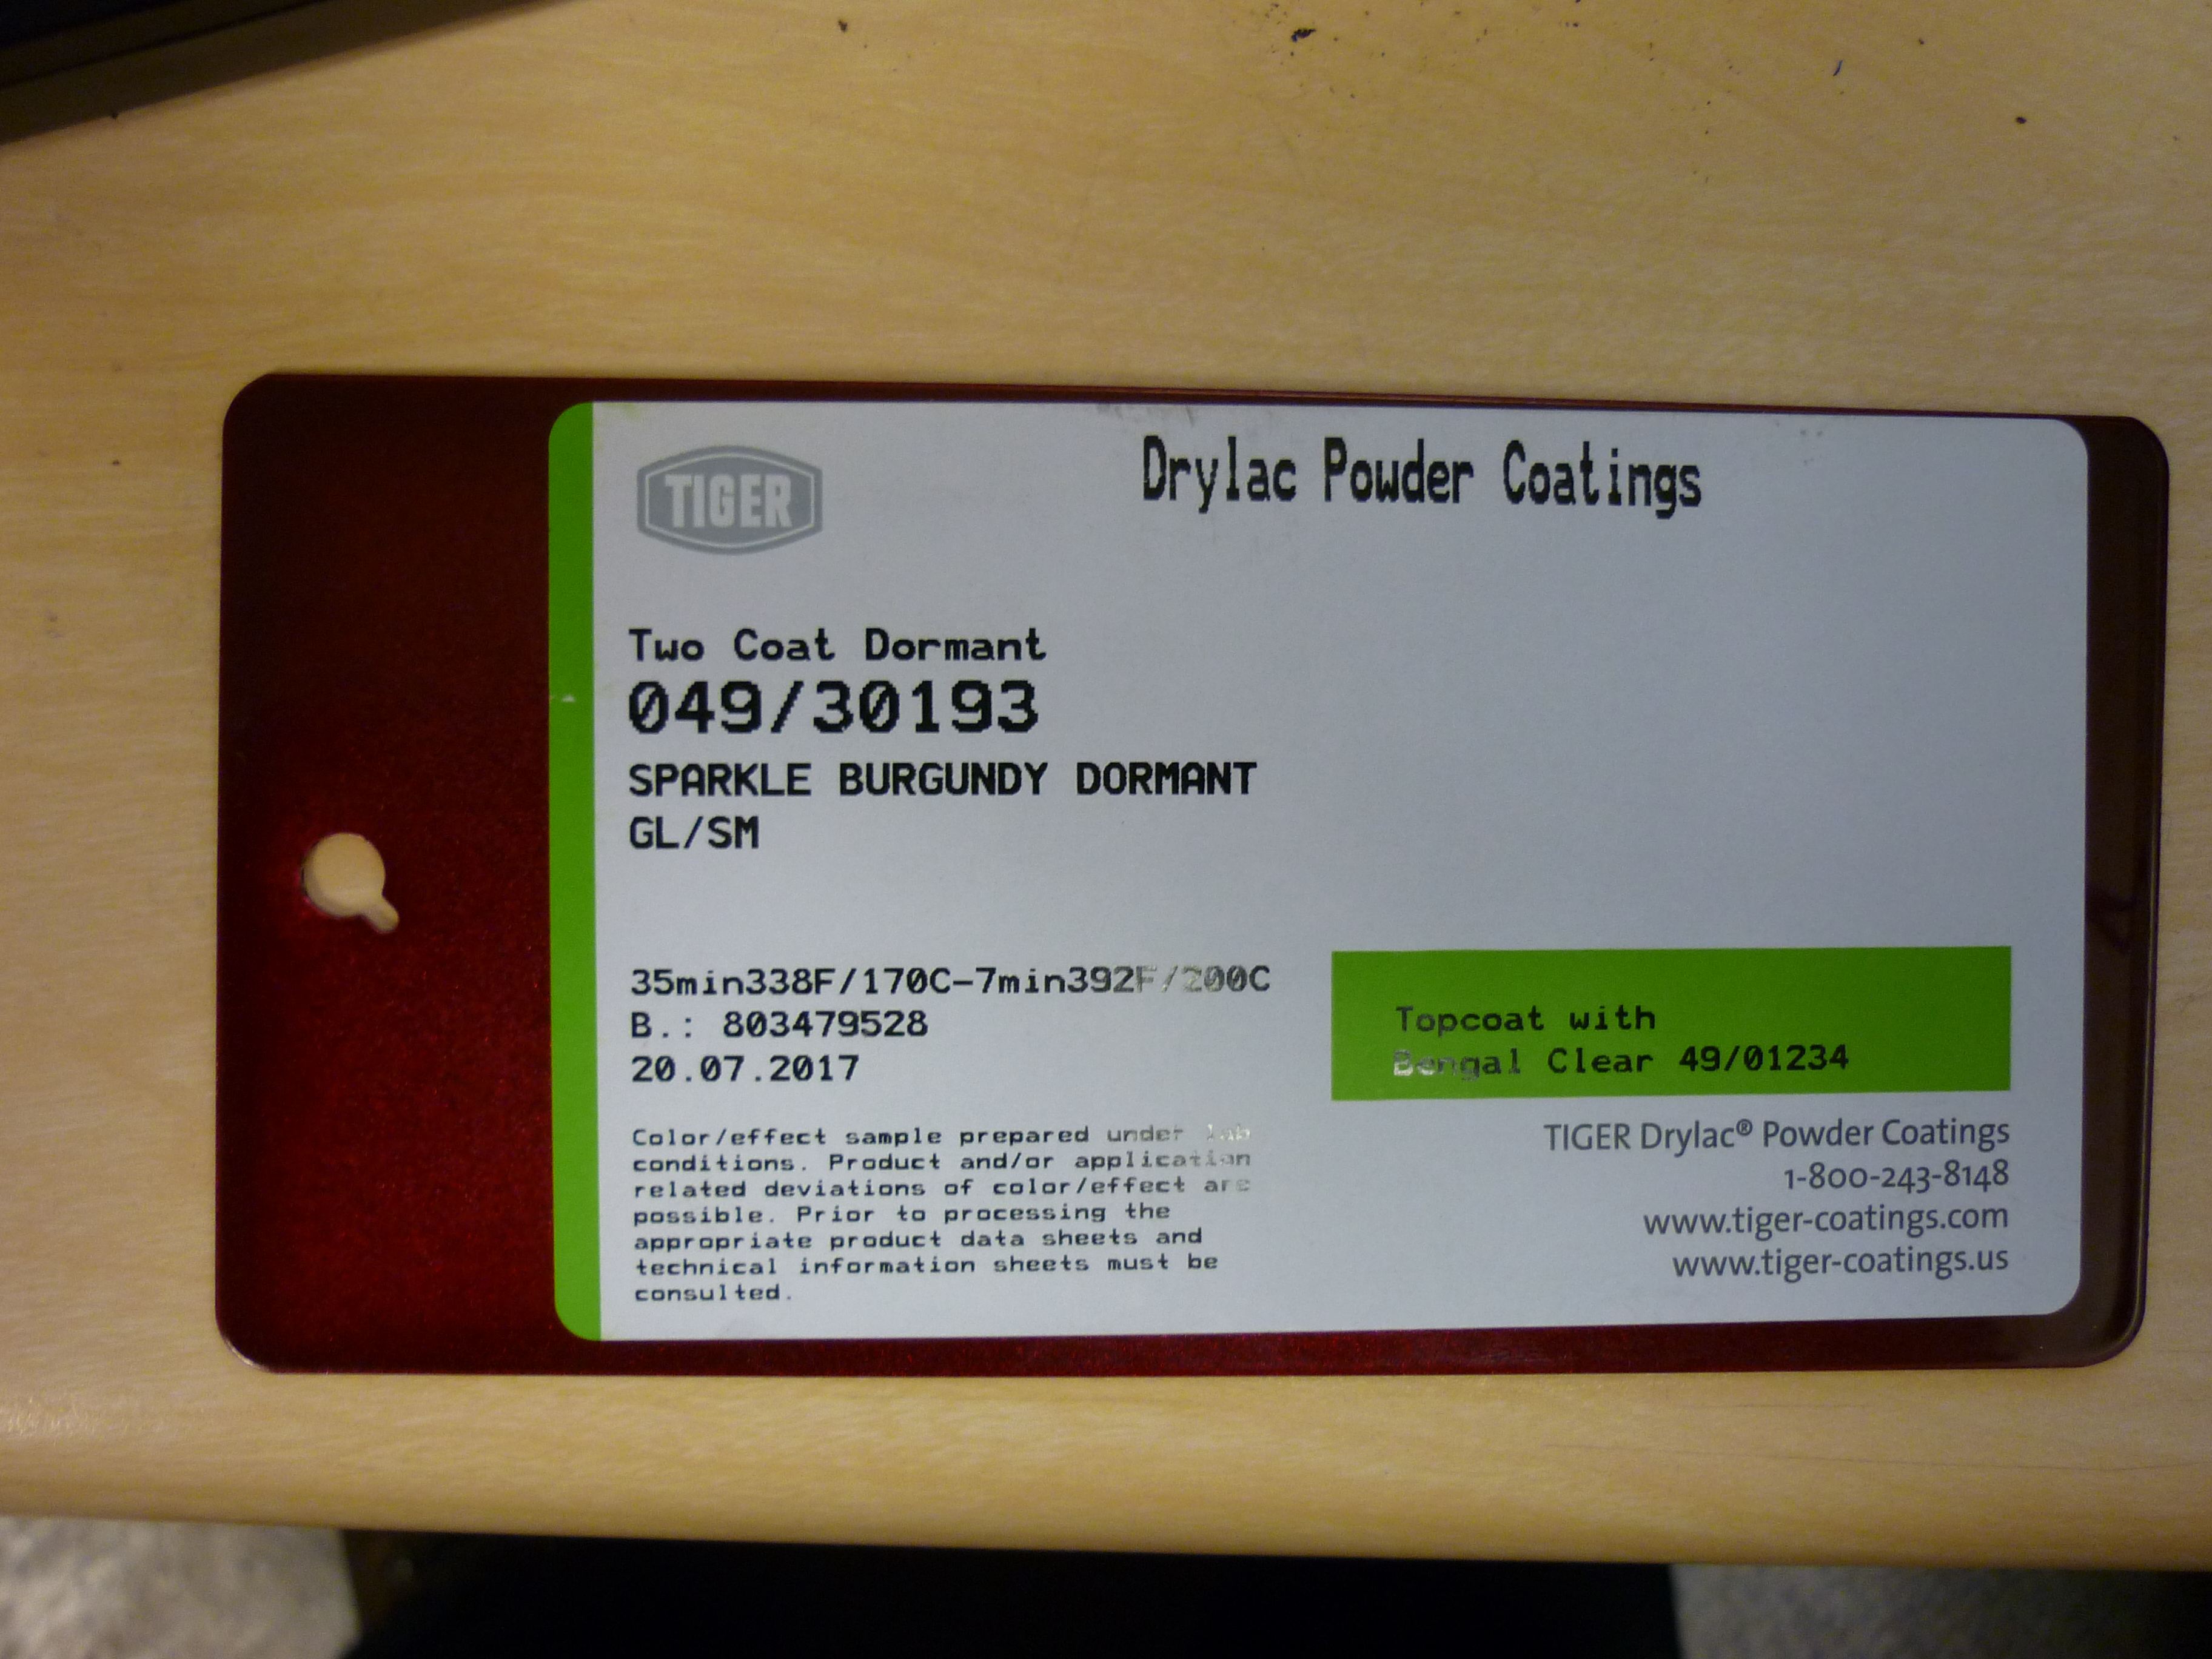 TIGER
Drylac Powder Coatings
Two Coat Dormant
049/30193
SPARKLE BURGUNDY DORMANT
GL/SM
35min338F/170C-7min392F/200C
B.: 803479528
20.07.2017
Color/effect sample prepared under lab
conditions. Product and/or application
related deviations of color/effect are
possible. Prior to processing the
appropriate product data sheets and
technical information sheets must be
consulted.
Topcoat with
Bengal Clear 49/01234
TIGER Drylac® Powder Coatings
1-800-243-8148
www.tiger-coatings.com
www.tiger-coatings.us